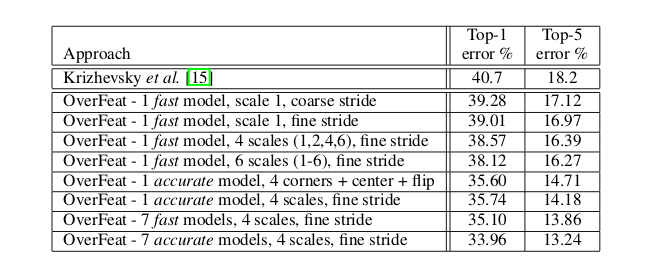 Approach Top-1 error % Top-5 error %
Krizhevsky et al. [15] 40.7 18.2
OverFeat - 1 fast model, scale 1, coarse stride 39.28 17.12
OverFeat - 1 fast model, scale 1, fine stride 39.01 16.97
OverFeat - 1 fast model, 4 scales (1,2,4,6), fine stride 38.57 16.39
OverFeat - 1 fast model, 6 scales (1-6), fine stride 38.12 16.27
OverFeat - 1 accurate model, 4 corners + center + flip 35.60 14.71
OverFeat - 1 accurate model, 4 scales, fine stride 35.74 14.18
OverFeat - 7 fast models, 4 scales, fine stride 35.10 13.86
OverFeat - 7 accurate models, 4 scales, fine stride 33.96 13.24